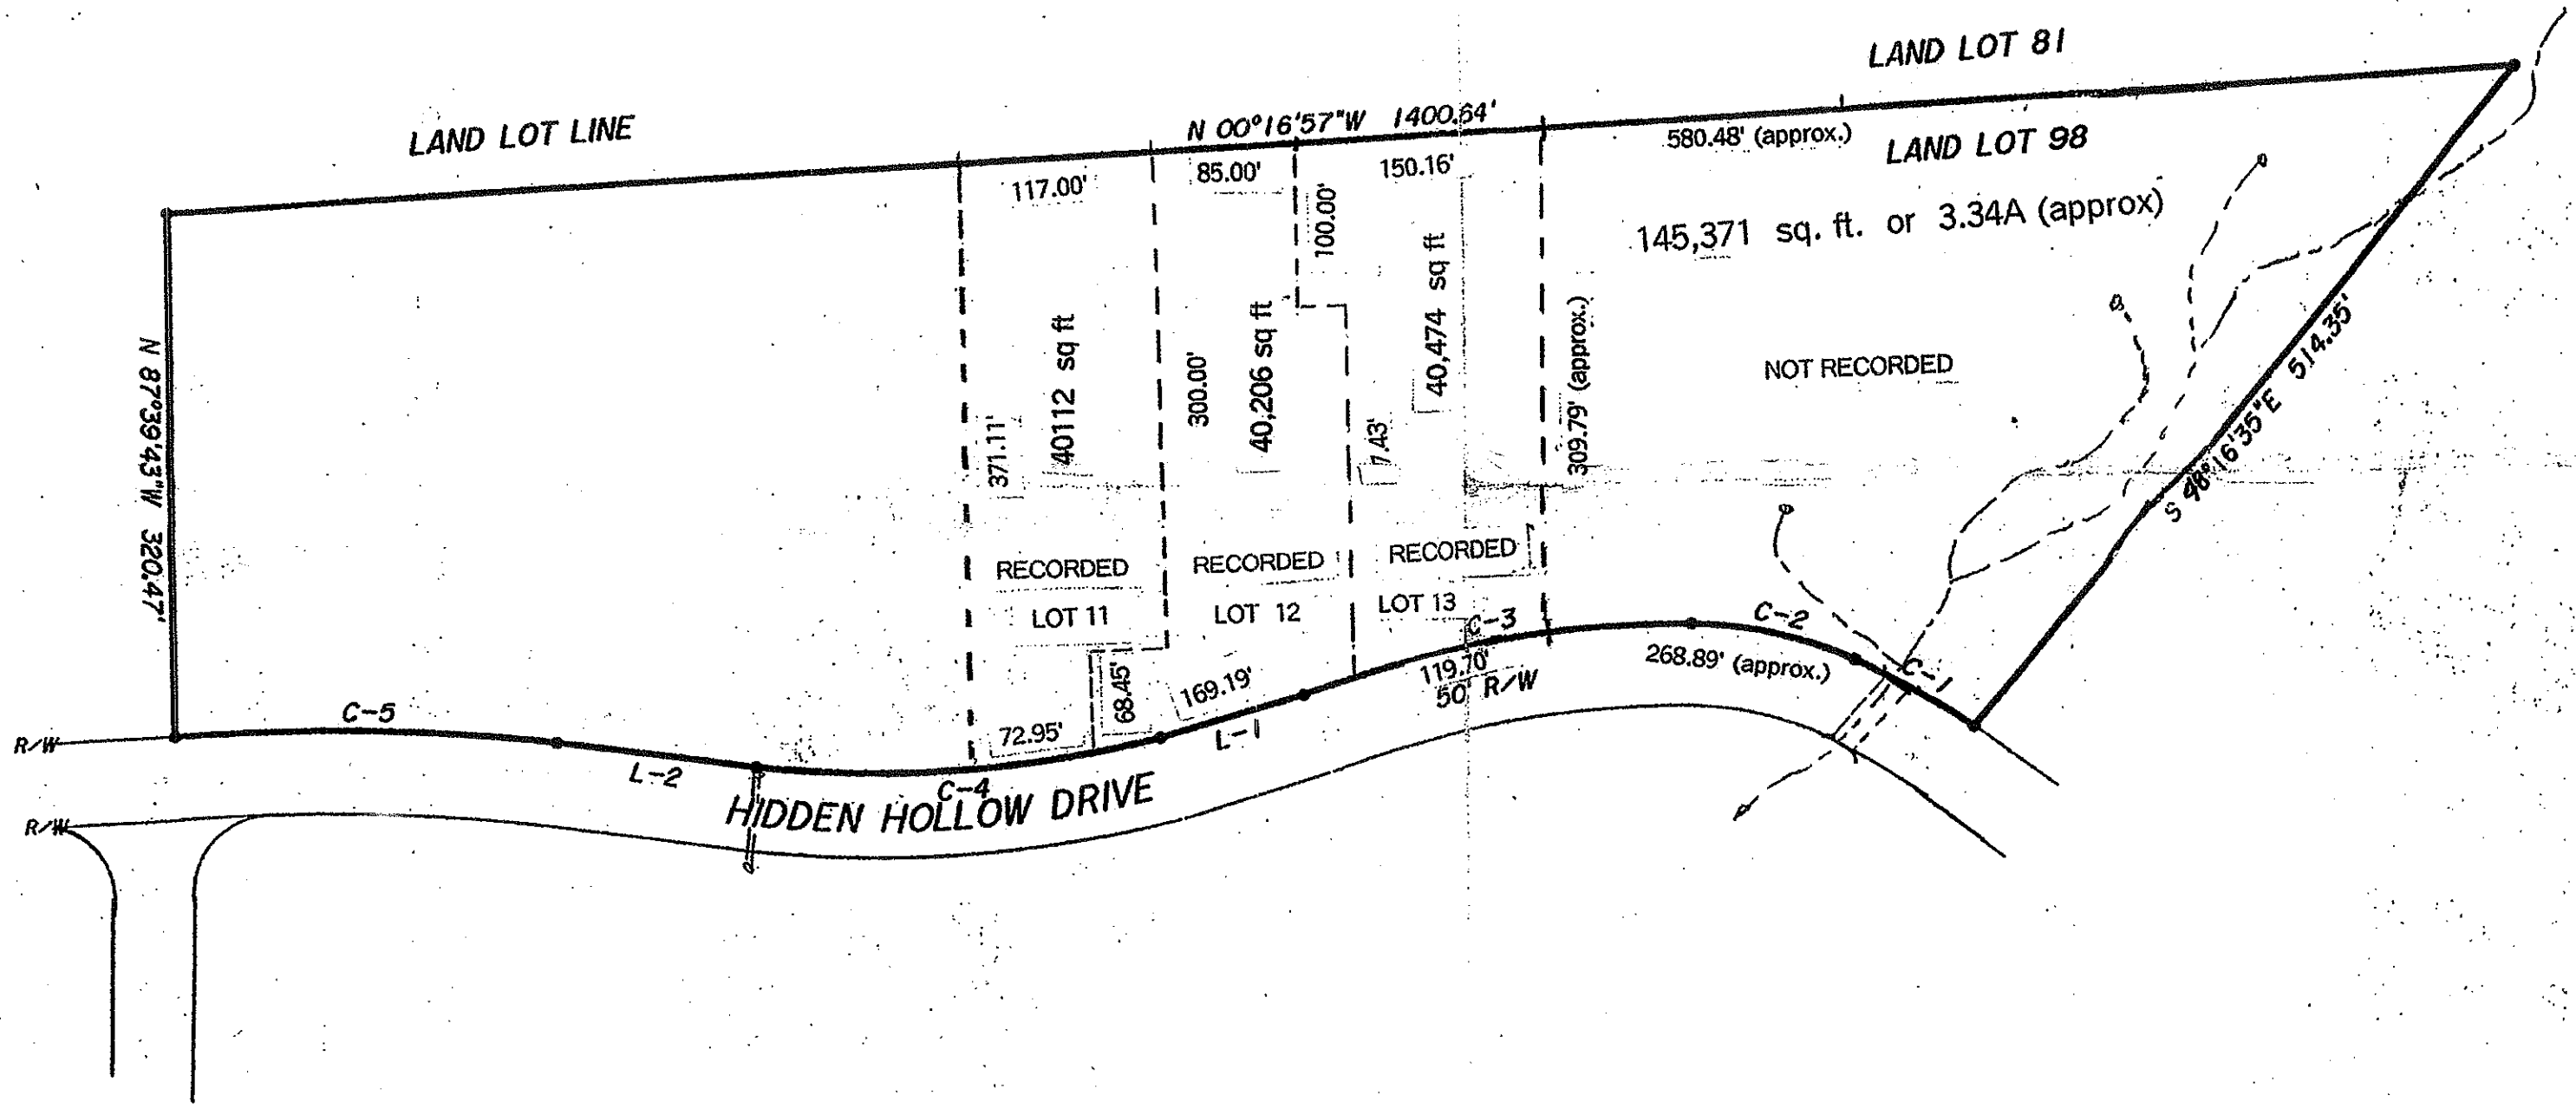 LAND LOT 81
LAND LOT LINE
N 00°16'57"W 1400.64'
580.48' (approx.)
LAND LOT 98
117.00'
85.00'
150.16'
100.00'
145,371 sq. ft. or 3.34A (approx)
N 87°39'43"W 320.47'
371.11'
40112 sq ft
300.00'
40,206 sq ft
7.43'
40,474 sq ft
309.79' (approx.)
NOT RECORDED
S 48°16'35"E 514.35'
RECORDED
LOT 11
RECORDED
LOT 12
RECORDED
LOT 13
C-3
C-2
C-1
119.70'
50' R/W
268.89' (approx.)
68.45'
169.19'
72.95'
L-1
C-5
R/W
L-2
C-4
HIDDEN HOLLOW DRIVE
R/W